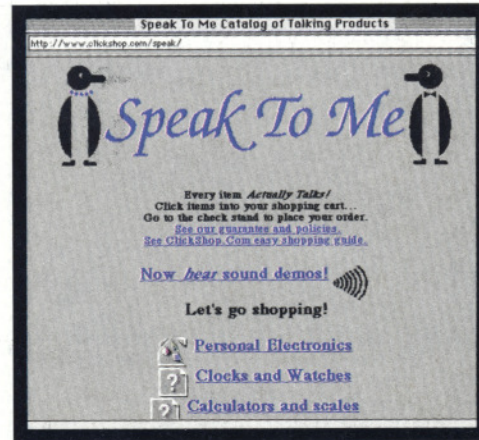 Speak To Me Catalog of Talking Products
http://www.clickshop.com/speak/
Speak To Me
Every item Actually Talks!
Click items into your shopping cart...
Go to the check stand to place your order.
See our guarantee and policies.
See ClickShop.Com easy shopping guide.
Now hear sound demos!
Let's go shopping!
Personal Electronics
Clocks and Watches
Calculators and scales